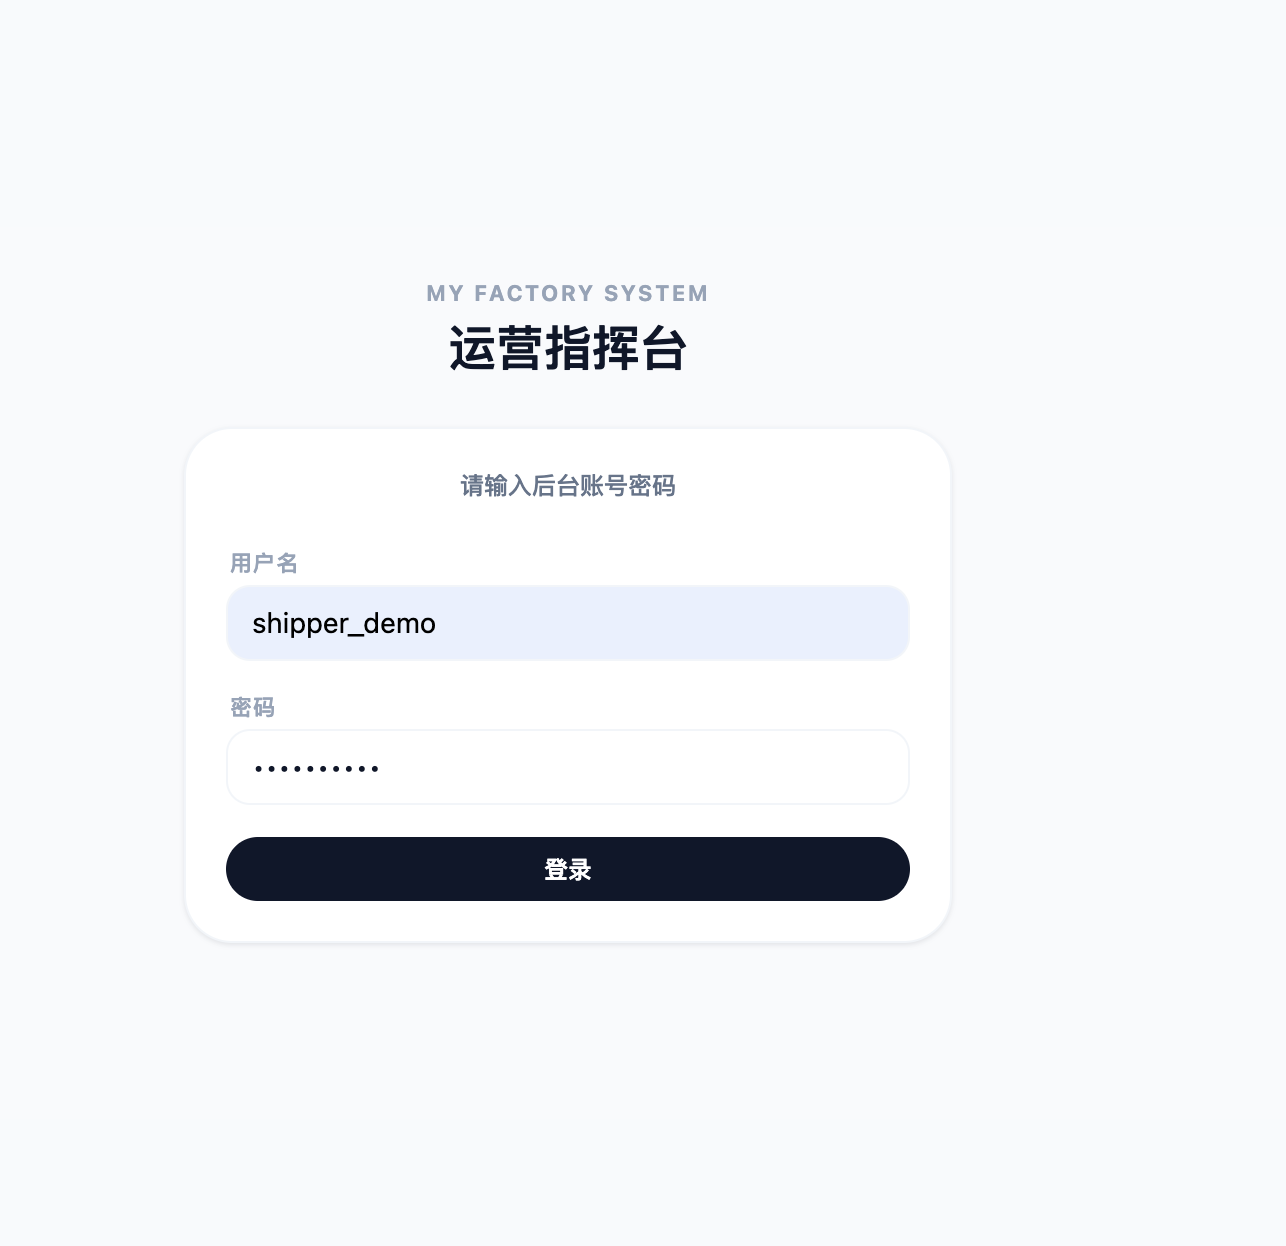 MY FACTORY SYSTEM
运营指挥台
请输入后台账号密码
用户名
shipper_demo
密码
••••••••••
登录